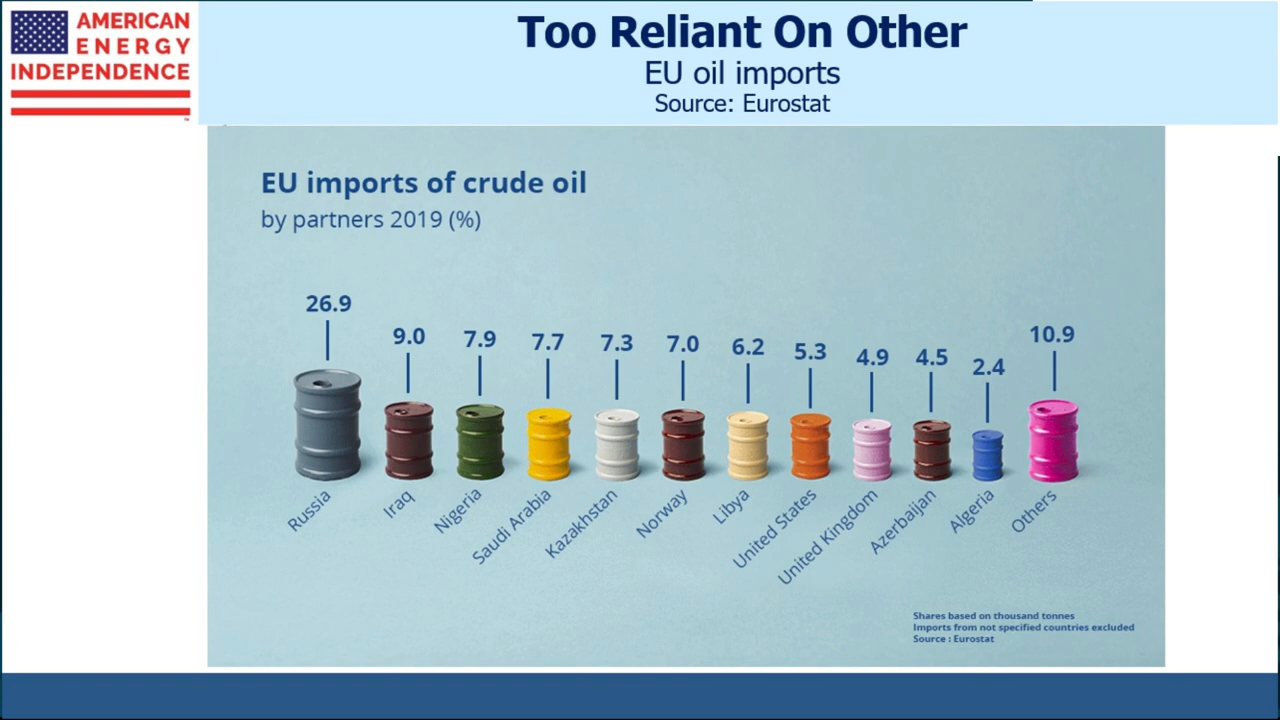 AMERICAN
ENERGY
INDEPENDENCE
Too Reliant On Other
EU oil imports
Source: Eurostat
EU imports of crude oil
by partners 2019 (%)
26.9
9.0
7.9
7.7
7.3
7.0
6.2
5.3
4.9
4.5
2.4
10.9
Russia
Iraq
Nigeria
Saudi Arabia
Kazakhstan
Norway
Libya
United States
United Kingdom
Azerbaijan
Algeria
Others
Shares based on thousand tonnes
Imports from not specified countries excluded
Source : Eurostat